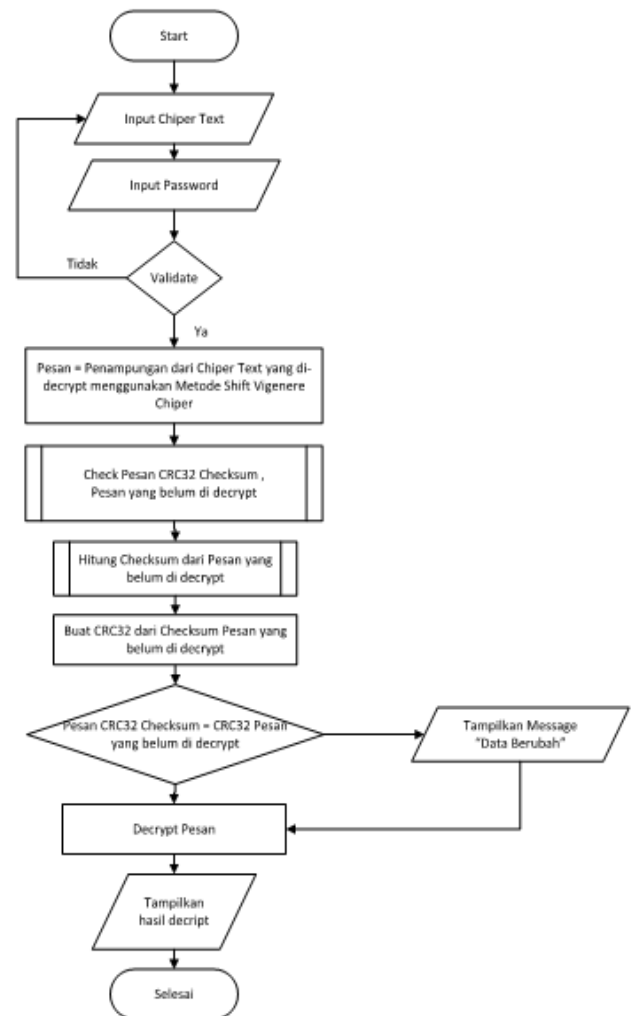 Start
Input Chiper Text
Input Password
Tidak
Validate
Ya
Pesan = Penampungan dari Chiper Text yang di-
decrypt menggunakan Metode Shift Vigenere
Chiper
Check Pesan CRC32 Checksum ,
Pesan yang belum di decrypt
Hitung Checksum dari Pesan yang
belum di decrypt
Buat CRC32 dari Checksum Pesan yang
belum di decrypt
Pesan CRC32 Checksum = CRC32 Pesan
yang belum di decrypt
Tampilkan Message
“Data Berubah”
Decrypt Pesan
Tampilkan
hasil decript
Selesai